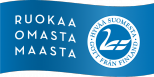 RUOKAA
OMASTA
MAASTA
HYVÄÄ SUOMESTA
GOTT FRÅN FINLAND